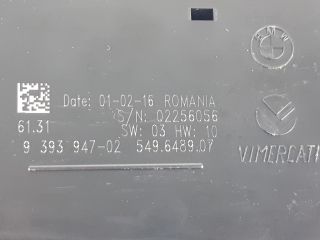 BMW
Date: 01-02-16 ROMANIA
S/N: 02256056
61.31
SW: 03 HW: 10
9 393 947-02 549.6489.07
VIMERCATI